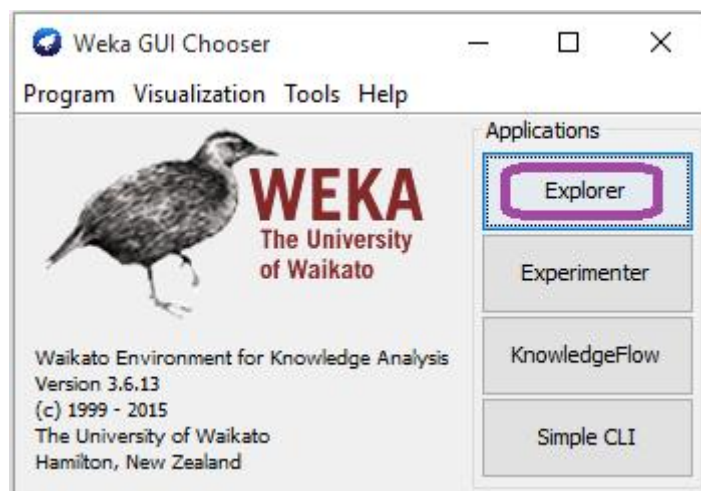 Weka GUI Chooser
Program Visualization Tools Help
Applications
WEKA
The University
of Waikato
Explorer
Experimenter
KnowledgeFlow
Simple CLI
Waikato Environment for Knowledge Analysis
Version 3.6.13
(c) 1999 - 2015
The University of Waikato
Hamilton, New Zealand